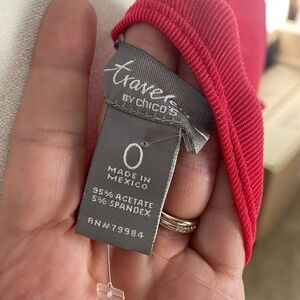 travelers
BY CHICO'S
0
MADE IN
MEXICO
95% ACETATE
5% SPANDEX
RN#79984